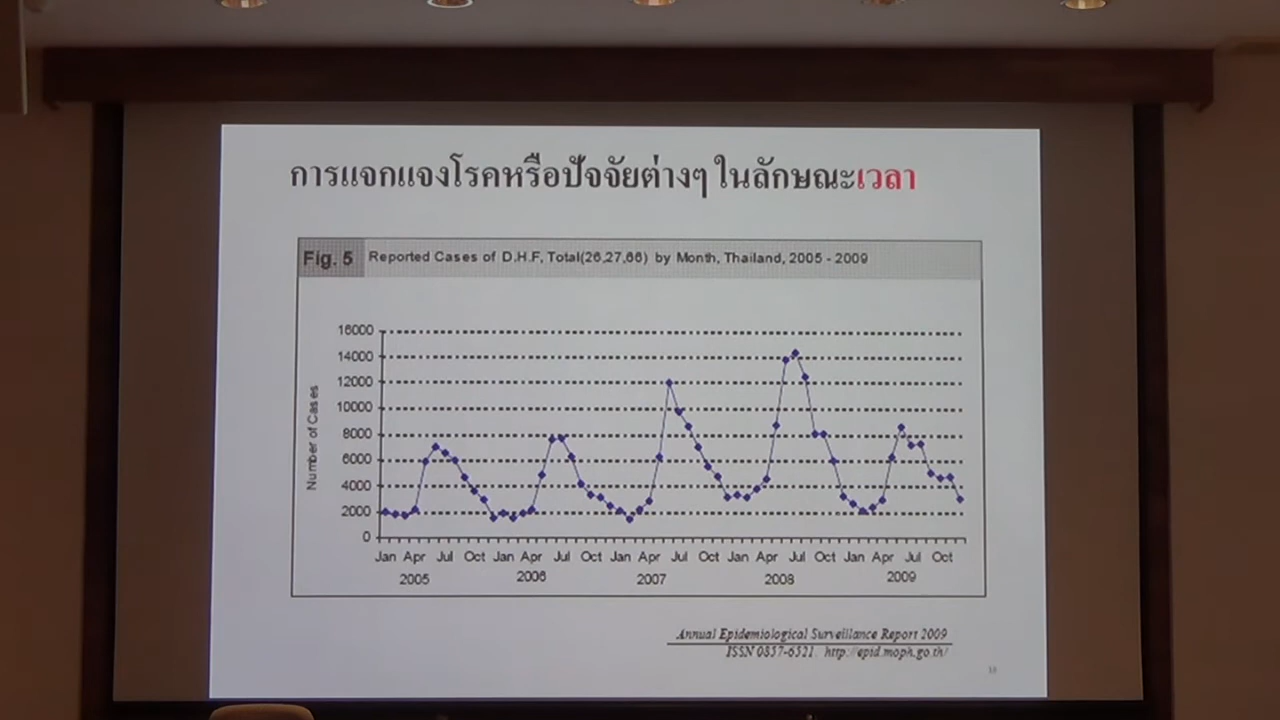 การแจกแจงโรคหรือปัจจัยต่างๆ ในลักษณะเวลา
Fig. 5 Reported Cases of D.H.F, Total(26,27,66) by Month, Thailand, 2005 - 2009
16000
14000
12000
10000
8000
6000
4000
2000
0
Number of Cases
Jan Apr Jul Oct Jan Apr Jul Oct Jan Apr Jul Oct Jan Apr Jul Oct Jan Apr Jul Oct
2005 2006 2007 2008 2009
Annual Epidemiological Surveillance Report 2009
ISSN 0857-6521. http://epid.moph.go.th/